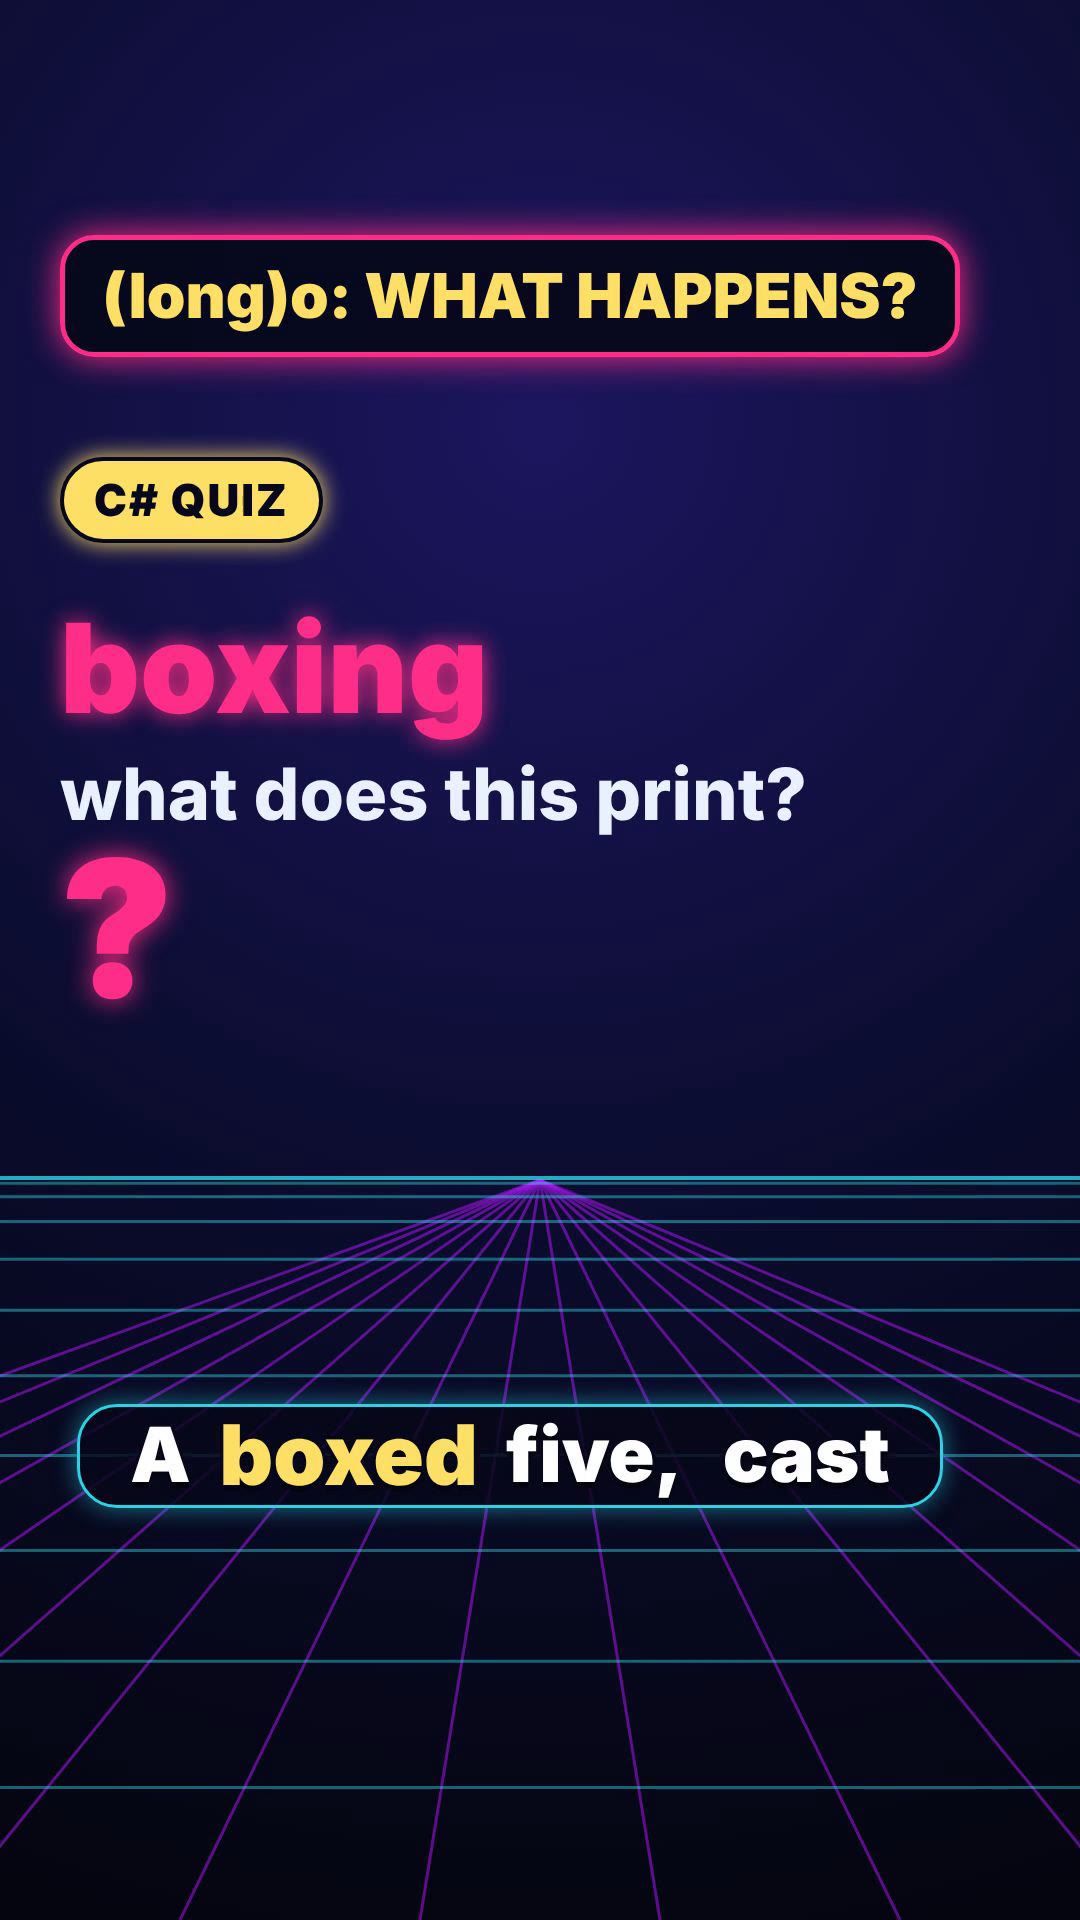 (long)o: WHAT HAPPENS?
C# QUIZ
boxing
what does this print?
?
A boxed five, cast